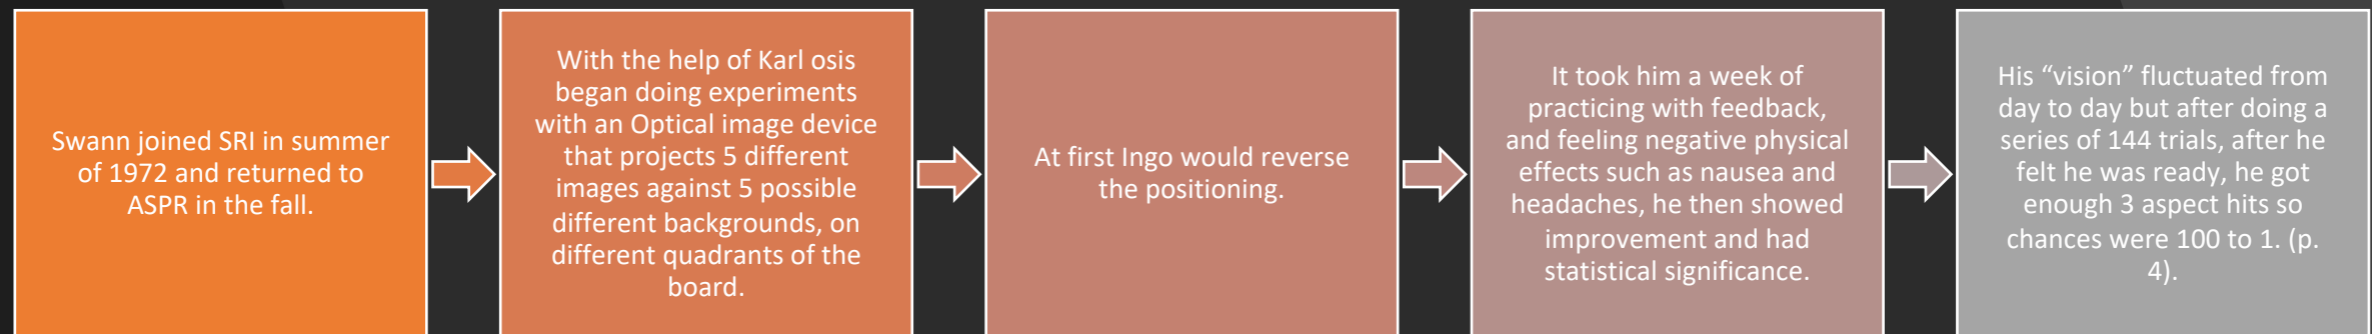 Swann joined SRI in summer
of 1972 and returned to
ASPR in the fall.
With the help of Karl osis
began doing experiments
with an Optical image device
that projects 5 different
images against 5 possible
different backgrounds, on
different quadrants of the
board.
At first Ingo would reverse
the positioning.
It took him a week of
practicing with feedback,
and feeling negative physical
effects such as nausea and
headaches, he then showed
improvement and had
statistical significance.
His “vision” fluctuated from
day to day but after doing a
series of 144 trials, after he
felt he was ready, he got
enough 3 aspect hits so
chances were 100 to 1. (p.
4).